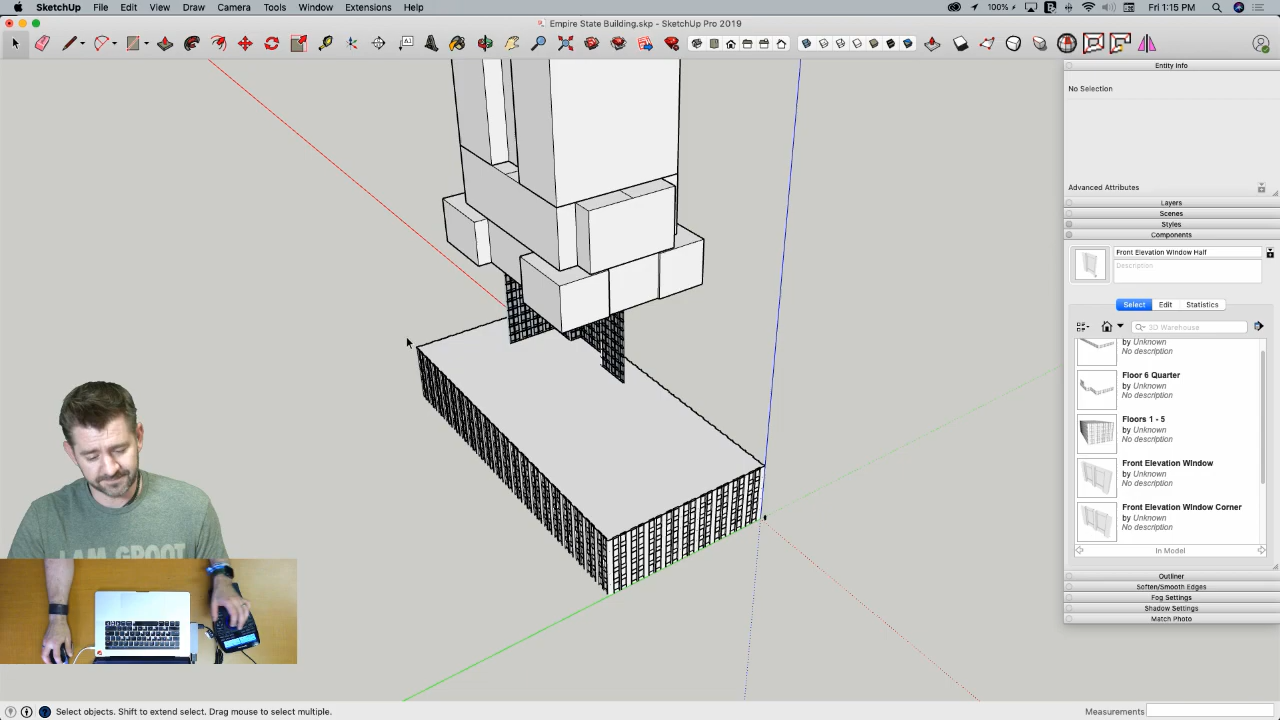 SketchUp File Edit View Draw Camera Tools Window Extensions Help 100% Fri 1:15 PM
Empire State Building.skp - SketchUp Pro 2019
Entity Info
No Selection
Advanced Attributes
Layers
Scenes
Styles
Components
Front Elevation Window Half
Description
Select Edit Statistics
3D Warehouse
by Unknown
No description
Floor 6 Quarter
by Unknown
No description
Floors 1 - 5
by Unknown
No description
Front Elevation Window
by Unknown
No description
Front Elevation Window Corner
by Unknown
No description
In Model
Outliner
Soften/Smooth Edges
Fog Settings
Shadow Settings
Match Photo
I AM GROOT
Select objects. Shift to extend select. Drag mouse to select multiple. Measurements